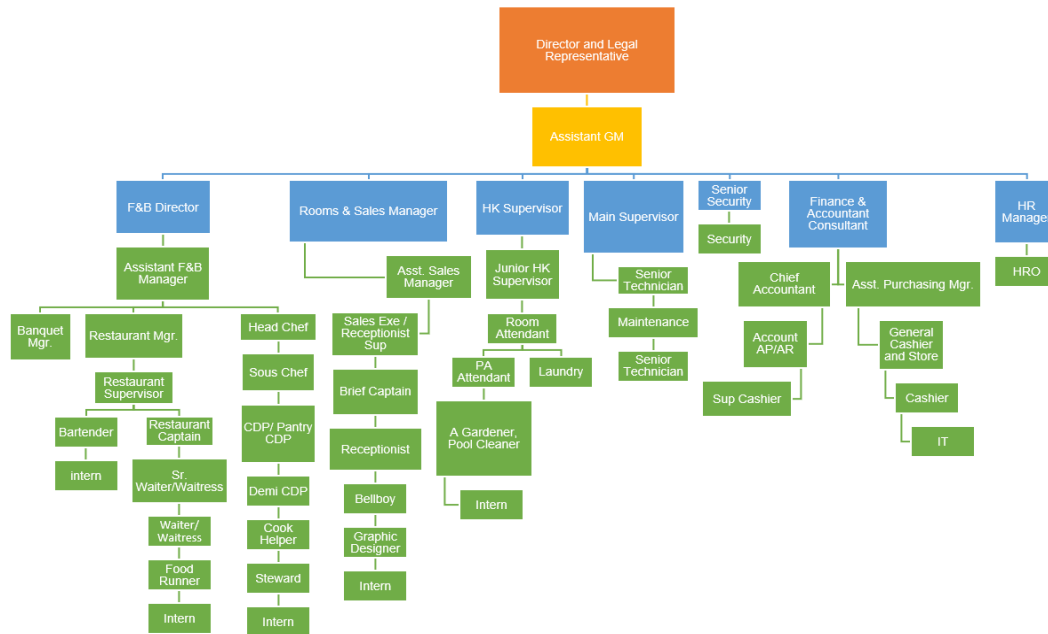 Director and Legal
Representative
Assistant GM
F&B Director
Rooms & Sales Manager
HK Supervisor
Main Supervisor
Senior
Security
Finance &
Accountant
Consultant
HR
Manager
Assistant F&B
Manager
Asst. Sales
Manager
Junior HK
Supervisor
Senior
Technician
Security
Chief
Accountant
Asst. Purchasing Mgr.
HRO
Banquet
Mgr.
Restaurant Mgr.
Head Chef
Sales Exe /
Receptionist
Sup
Room
Attendant
Maintenance
Account
AP/AR
General
Cashier
and Store
Restaurant
Supervisor
Sous Chef
Brief Captain
PA
Attendant
Laundry
Senior
Technician
Sup Cashier
Cashier
Bartender
Restaurant
Captain
CDP/ Pantry
CDP
Receptionist
A Gardener,
Pool Cleaner
IT
intern
Sr.
Waiter/Waitress
Demi CDP
Bellboy
Intern
Waiter/
Waitress
Cook
Helper
Graphic
Designer
Food
Runner
Steward
Intern
Intern
Intern